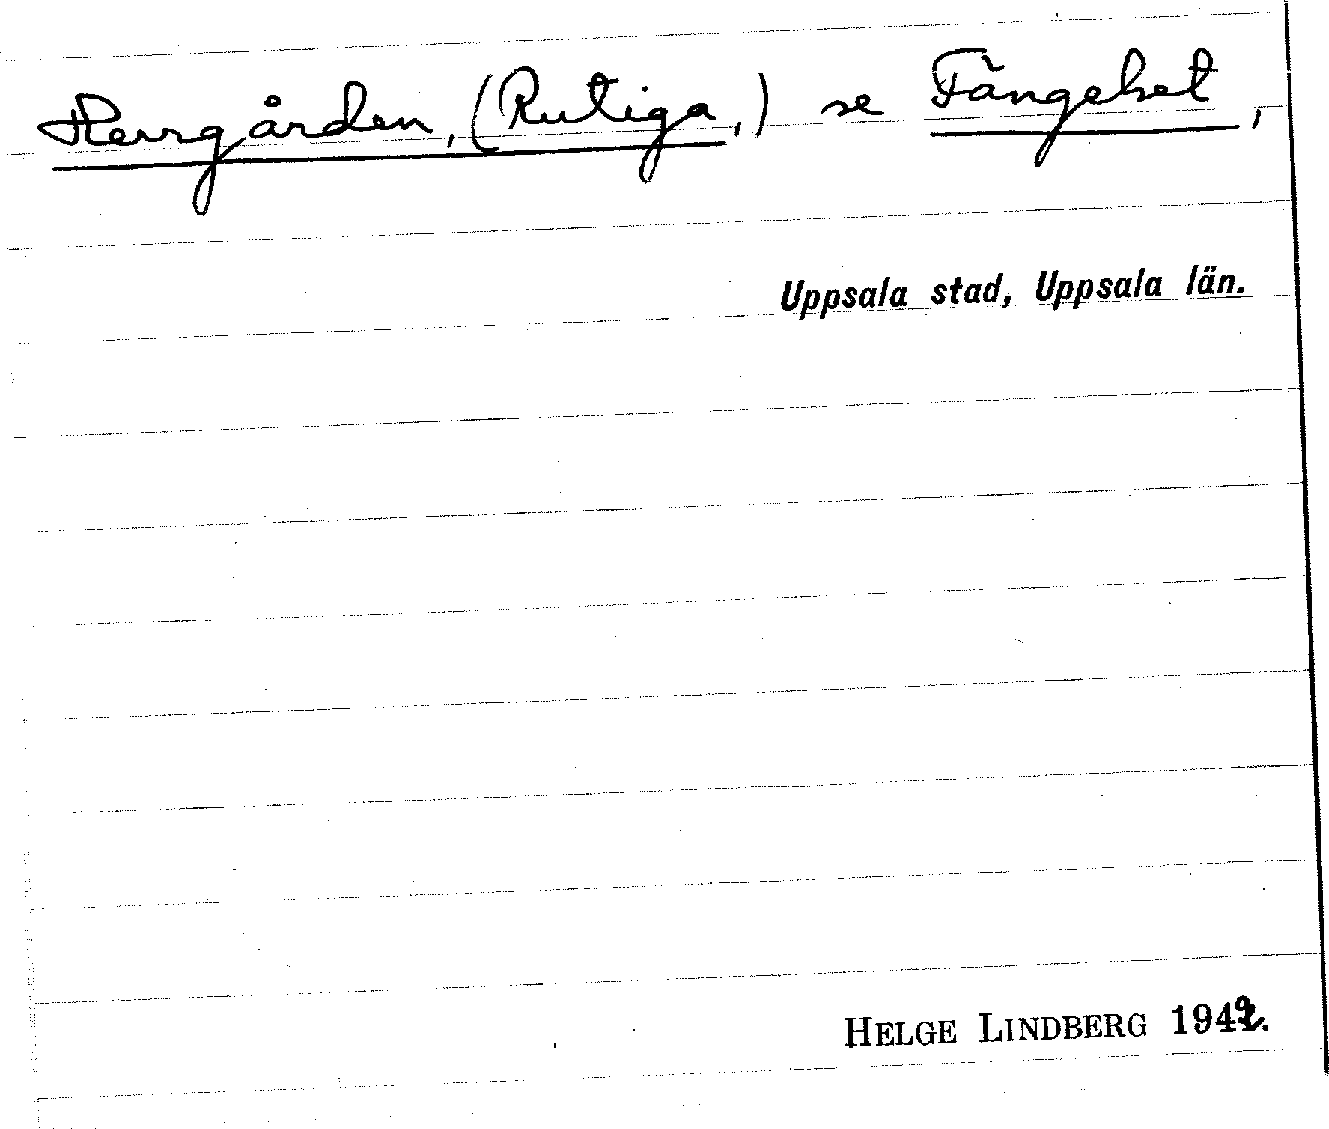 Herrgården, (Rutiga,) se Fängelset,
Uppsala stad, Uppsala län.
HELGE LINDBERG 1942.